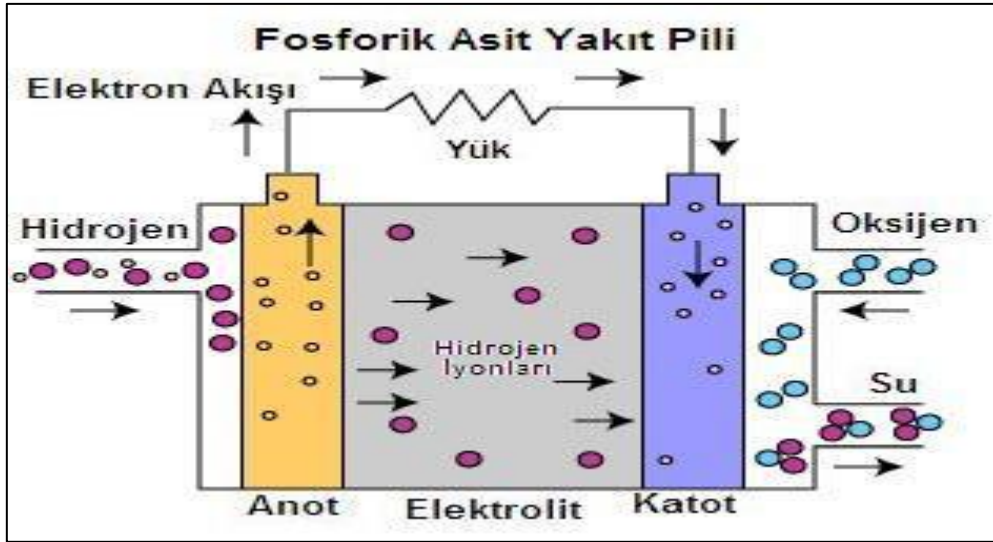 Fosforik Asit Yakıt Pili
Elektron Akışı
Yük
Hidrojen
Oksijen
Hidrojen
İyonları
Su
Anot
Elektrolit
Katot